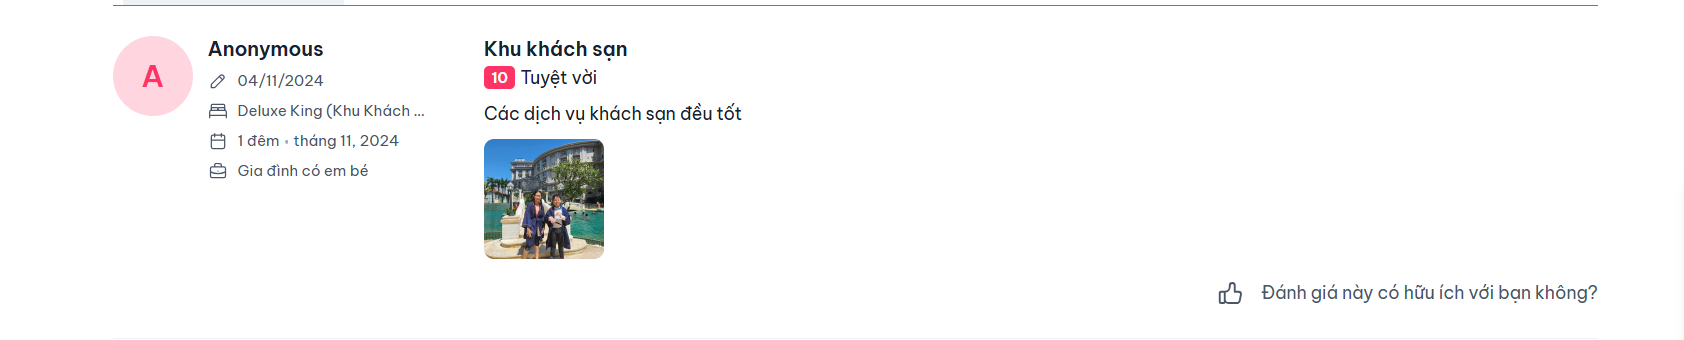 A
Anonymous
04/11/2024
Deluxe King (Khu Khách ...
1 đêm • tháng 11, 2024
Gia đình có em bé
Khu khách sạn
10 Tuyệt vời
Các dịch vụ khách sạn đều tốt
Đánh giá này có hữu ích với bạn không?